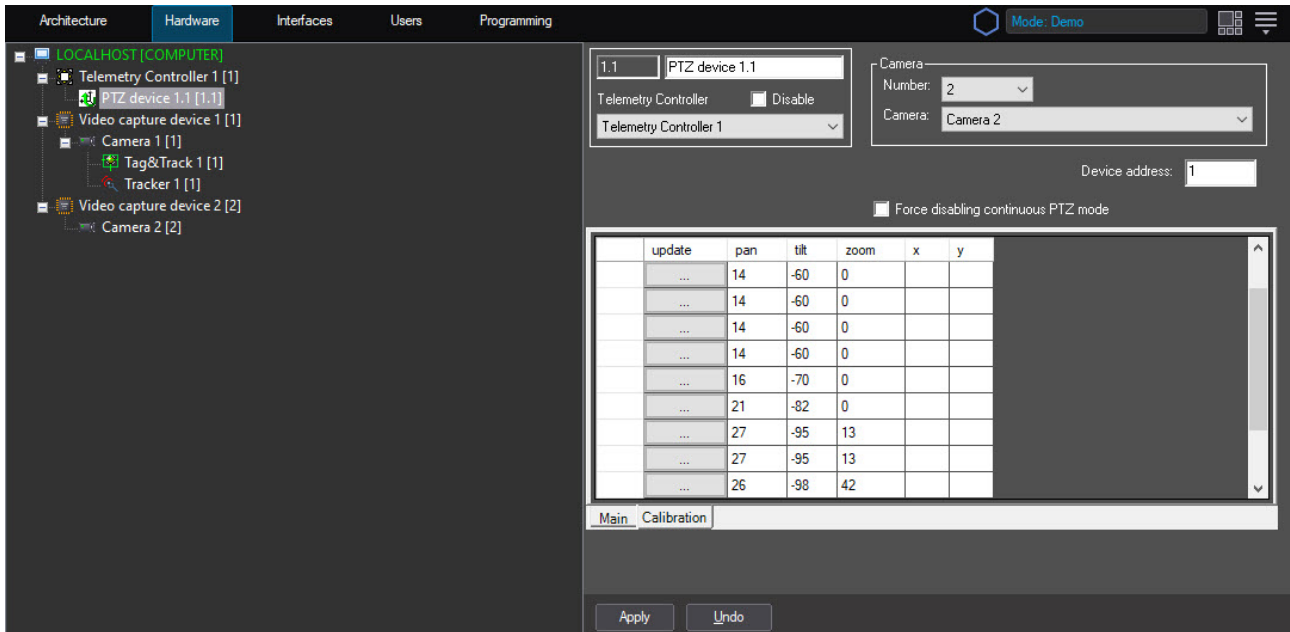 Architecture Hardware Interfaces Users Programming Mode: Demo
LOCALHOST [COMPUTER]
Telemetry Controller 1 [1]
PTZ device 1.1 [1.1]
Video capture device 1 [1]
Camera 1 [1]
Tag&Track 1 [1]
Tracker 1 [1]
Video capture device 2 [2]
Camera 2 [2]
1.1 PTZ device 1.1
Telemetry Controller Disable
Telemetry Controller 1
Camera
Number: 2
Camera: Camera 2
Device address: 1
Force disabling continuous PTZ mode
update pan tilt zoom x y
... 14 -60 0
... 14 -60 0
... 14 -60 0
... 14 -60 0
... 16 -70 0
... 21 -82 0
... 27 -95 13
... 27 -95 13
... 26 -98 42
Main Calibration
Apply Undo